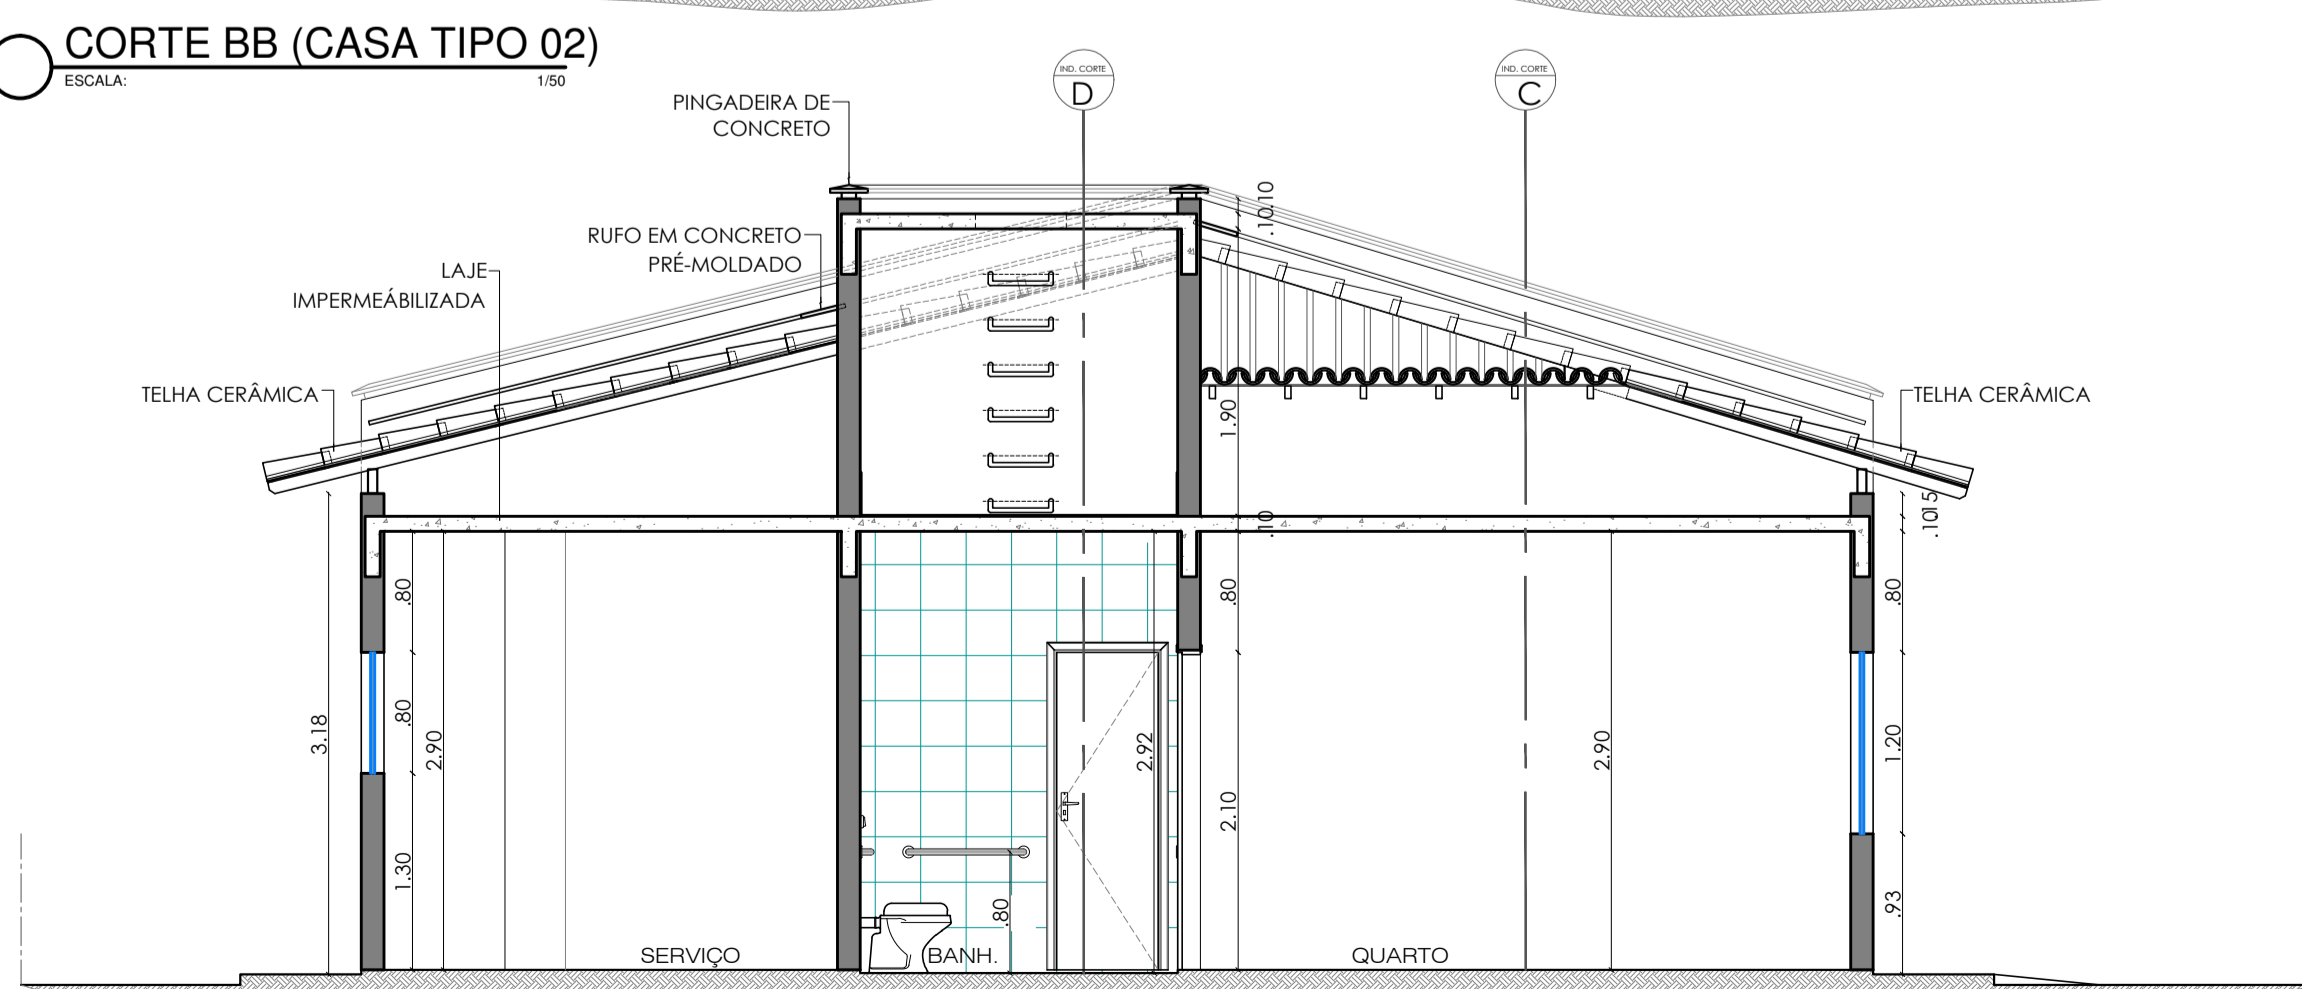 CORTE BB (CASA TIPO 02)
ESCALA: 1/50
IND. CORTE
D
IND. CORTE
C
PINGADEIRA DE
CONCRETO
RUFO EM CONCRETO
PRÉ-MOLDADO
LAJE
IMPERMEÁBILIZADA
TELHA CERÂMICA
TELHA CERÂMICA
.10
.10
1.90
.10
.15
.10
.80
.80
.80
3.18
.80
2.90
1.30
2.92
.80
2.10
2.90
1.20
.93
SERVIÇO
BANH.
QUARTO